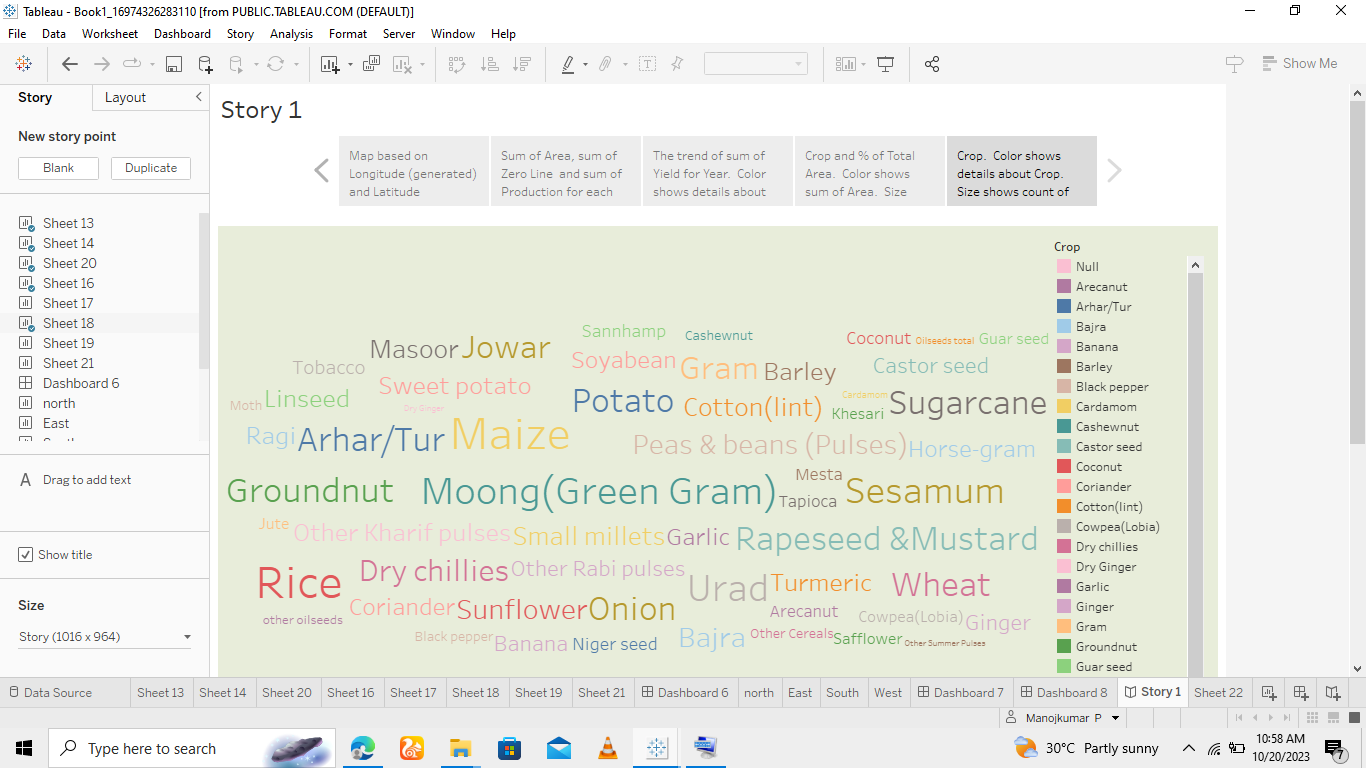 Tableau - Book1_16974326283110 [from PUBLIC.TABLEAU.COM (DEFAULT)]
File Data Worksheet Dashboard Story Analysis Format Server Window Help
Show Me
Story Layout
New story point
Blank Duplicate
Sheet 13
Sheet 14
Sheet 20
Sheet 16
Sheet 17
Sheet 18
Sheet 19
Sheet 21
Dashboard 6
north
East
A Drag to add text
Show title
Size
Story (1016 x 964)
Story 1
Map based on
Longitude (generated)
and Latitude
Sum of Area, sum of
Zero Line and sum of
Production for each
The trend of sum of
Yield for Year. Color
shows details about
Crop and % of Total
Area. Color shows
sum of Area. Size
Crop. Color shows
details about Crop.
Size shows count of
Sannhamp Cashewnut Coconut Oilseeds total Guar seed
Masoor Jowar Soyabean Gram Barley Castor seed
Tobacco Sweet potato
Moth Linseed Dry Ginger Potato Cotton(lint) Cardamom Khesari Sugarcane
Ragi Arhar/Tur Maize Peas & beans (Pulses) Horse-gram
Groundnut Moong(Green Gram) Mesta Tapioca Sesamum
Jute Other Kharif pulses Small millets Garlic Rapeseed &Mustard
Rice Dry chillies Other Rabi pulses Urad Turmeric Wheat
other oilseeds Coriander Sunflower Onion Arecanut Cowpea(Lobia) Ginger
Black pepper Banana Niger seed Bajra Other Cereals Safflower Other Summer Pulses
Crop
Null
Arecanut
Arhar/Tur
Bajra
Banana
Barley
Black pepper
Cardamom
Cashewnut
Castor seed
Coconut
Coriander
Cotton(lint)
Cowpea(Lobia)
Dry chillies
Dry Ginger
Garlic
Ginger
Gram
Groundnut
Guar seed
Data Source Sheet 13 Sheet 14 Sheet 20 Sheet 16 Sheet 17 Sheet 18 Sheet 19 Sheet 21 Dashboard 6 north East South West Dashboard 7 Dashboard 8 Story 1 Sheet 22
Manojkumar P
Type here to search
30°C Partly sunny
10:58 AM
10/20/2023
7